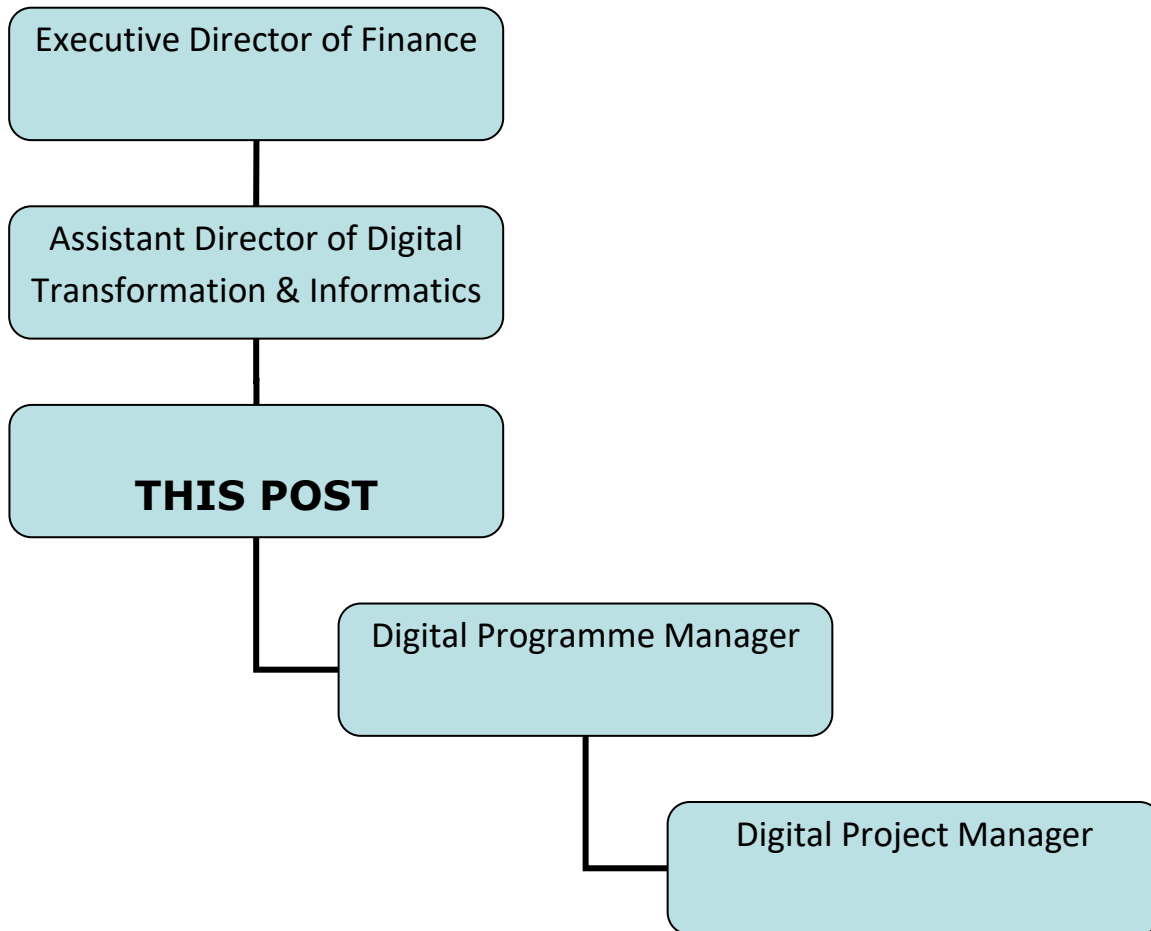 Executive Director of Finance
Assistant Director of Digital
Transformation & Informatics
THIS POST
Digital Programme Manager
Digital Project Manager